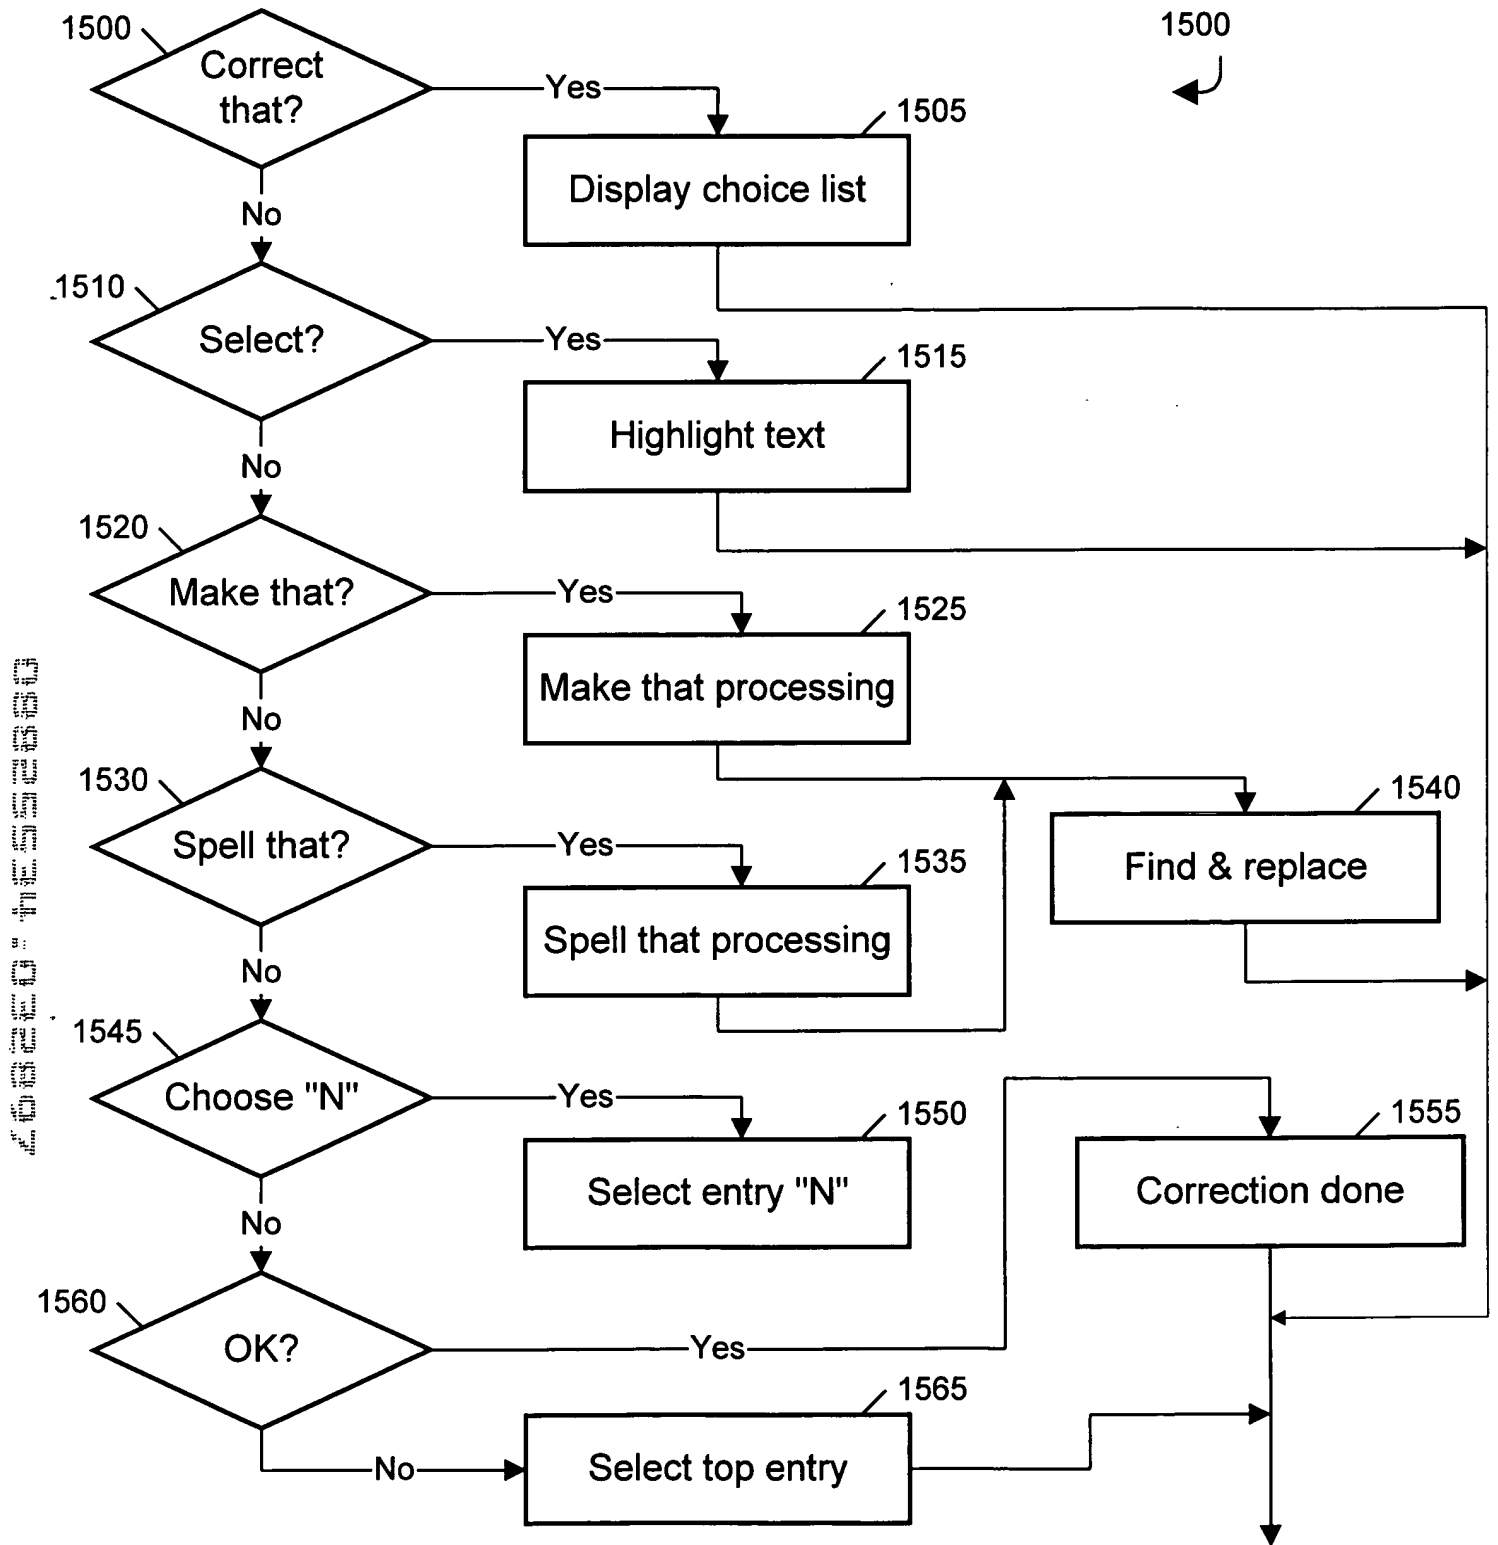 1500
1500
Correct
that?
Yes
1505
Display choice list
No
1510
Select?
Yes
1515
Highlight text
No
1520
Make that?
Yes
1525
Make that processing
No
1530
Spell that?
Yes
1535
Spell that processing
1540
Find & replace
No
1545
Choose "N"
Yes
1550
Select entry "N"
1555
Correction done
No
1560
OK?
Yes
1565
Select top entry
No